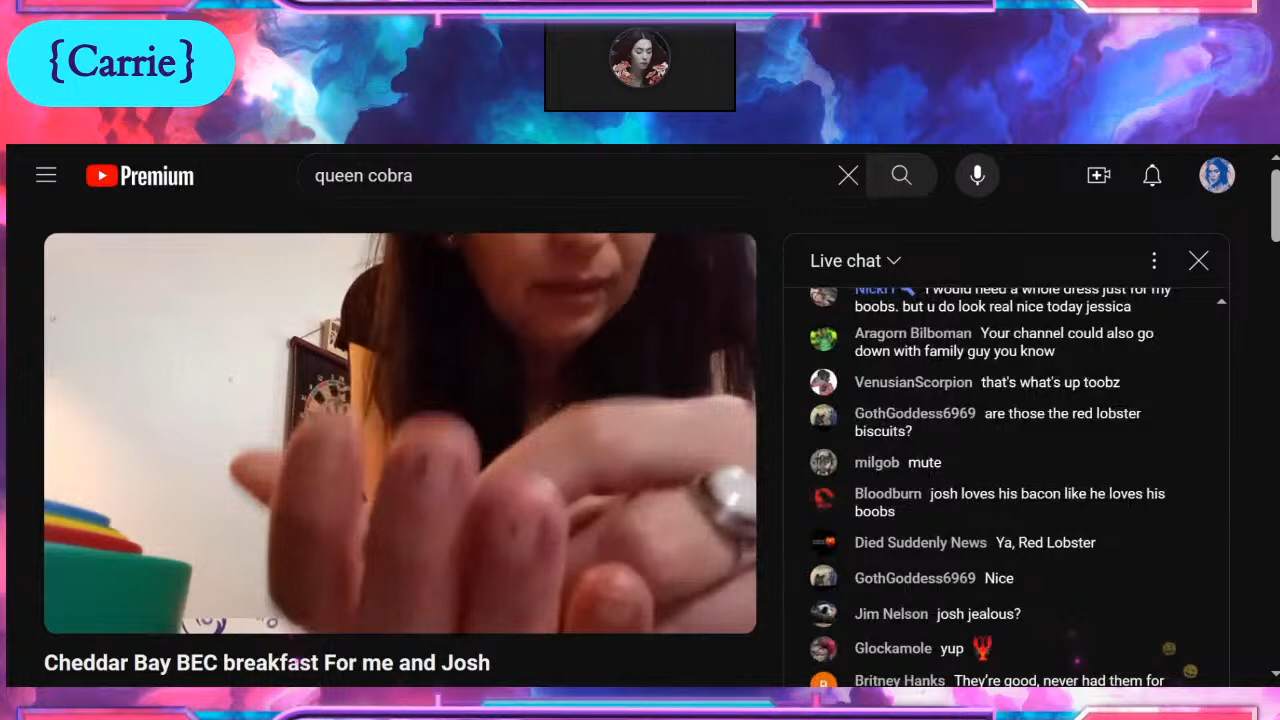 {Carrie}
Premium
queen cobra
Live chat
Nicki T I would need a whole dress just for my
boobs. but u do look real nice today jessica
Aragorn Bilboman Your channel could also go
down with family guy you know
VenusianScorpion that's what's up toobz
GothGoddess6969 are those the red lobster
biscuits?
milgob mute
Bloodburn josh loves his bacon like he loves his
boobs
Died Suddenly News Ya, Red Lobster
GothGoddess6969 Nice
Jim Nelson josh jealous?
Glockamole yup
Britney Hanks They're good, never had them for
Cheddar Bay BEC breakfast For me and Josh